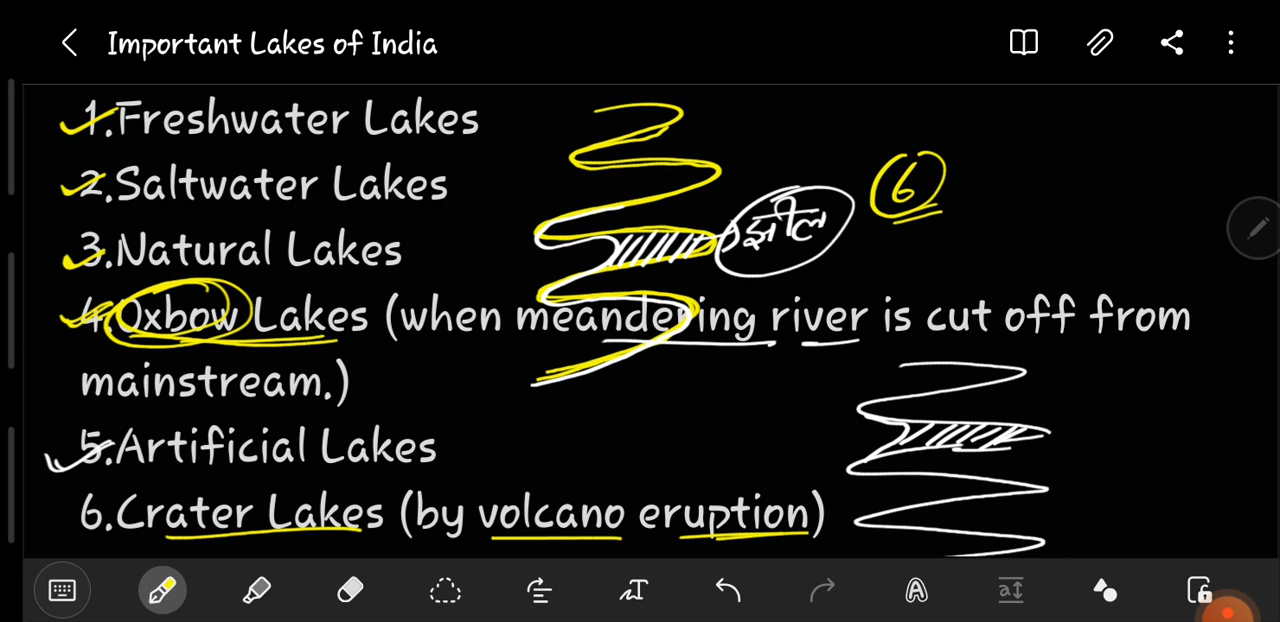 Important Lakes of India
1.Freshwater Lakes
2.Saltwater Lakes
6
3.Natural Lakes
झील
4.Oxbow Lakes (when meandering river is cut off from
mainstream.)
5.Artificial Lakes
6.Crater Lakes (by volcano eruption)